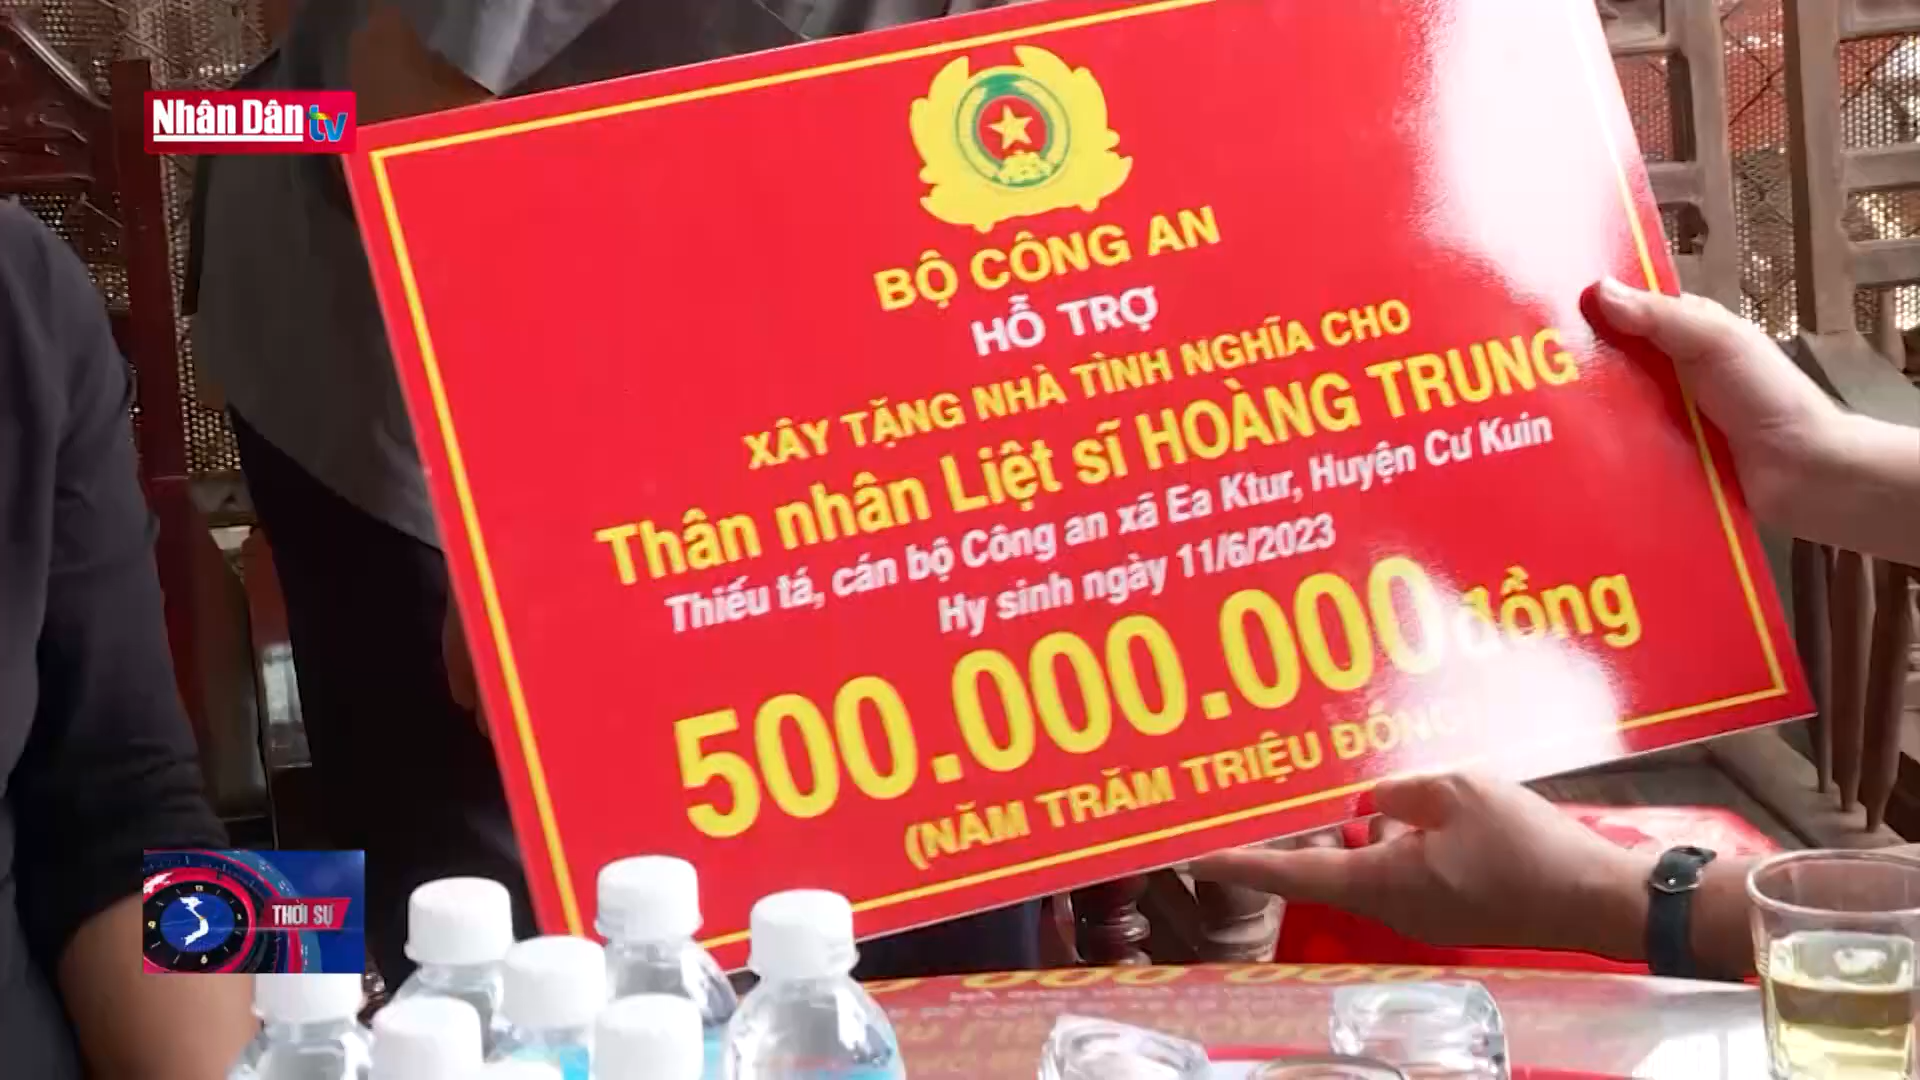 Nhân Dân tv
BỘ CÔNG AN
HỖ TRỢ
XÂY TẶNG NHÀ TÌNH NGHĨA CHO
Thân nhân Liệt sĩ HOÀNG TRUNG
Thiếu tá, cán bộ Công an xã Ea Ktur, Huyện Cư Kuin
Hy sinh ngày 11/6/2023
500.000.000 đồng
(NĂM TRĂM TRIỆU ĐỒNG)
THỜI SỰ